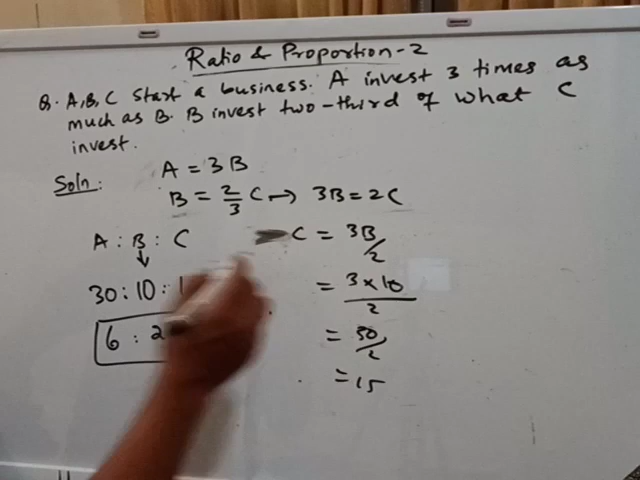 Ratio & Proportion-2
Q. A,B,C start a business. A invest 3 times as
much as B. B invest two-third of what C
invest.
Soln:
A = 3B
B = 2/3 C → 3B = 2C
A : B : C
C = 3B/2
30 : 10 : 1
= 3×10/2
6 : 2
= 30/2
= 15